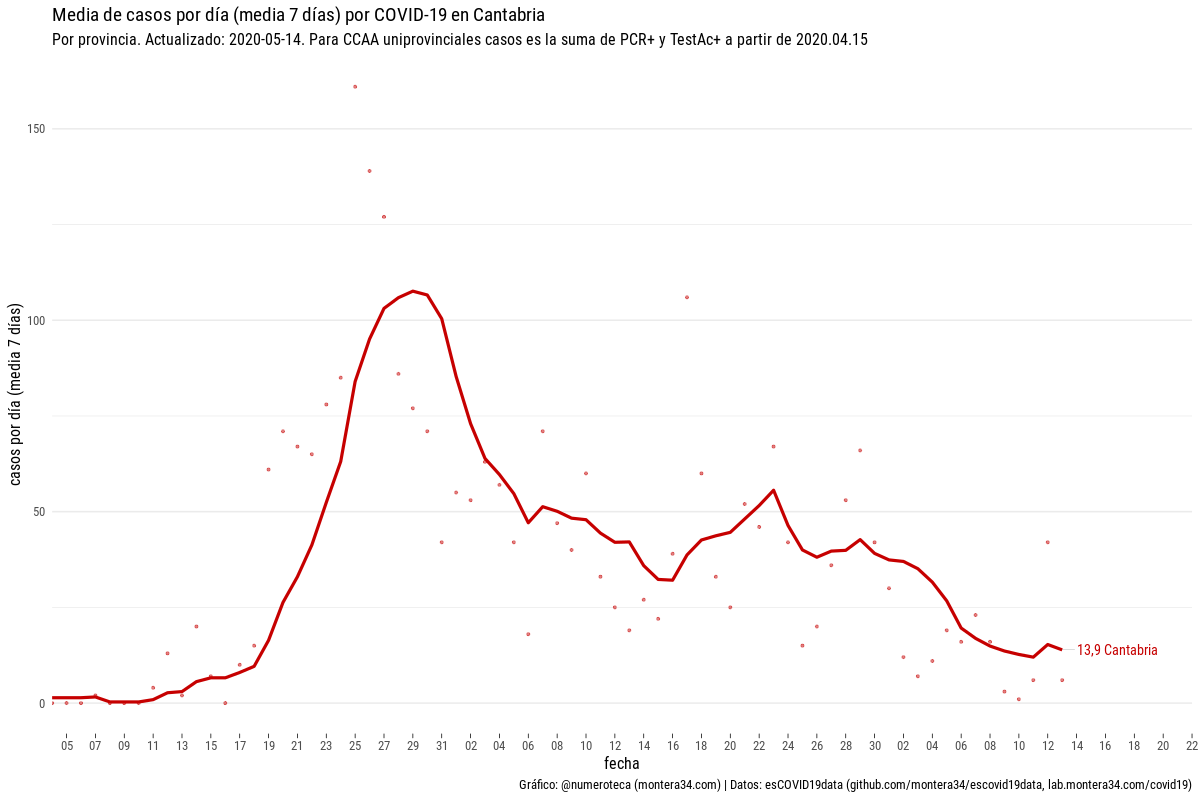 Media de casos por día (media 7 días) por COVID-19 en Cantabria
Por provincia. Actualizado: 2020-05-14. Para CCAA uniprovinciales casos es la suma de PCR+ y TestAc+ a partir de 2020.04.15
casos por día (media 7 días)
150
100
50
0
13,9 Cantabria
05 07 09 11 13 15 17 19 21 23 25 27 29 31 02 04 06 08 10 12 14 16 18 20 22 24 26 28 30 02 04 06 08 10 12 14 16 18 20 22
fecha
Gráfico: @numeroteca (montera34.com) | Datos: esCOVID19data (github.com/montera34/escovid19data, lab.montera34.com/covid19)